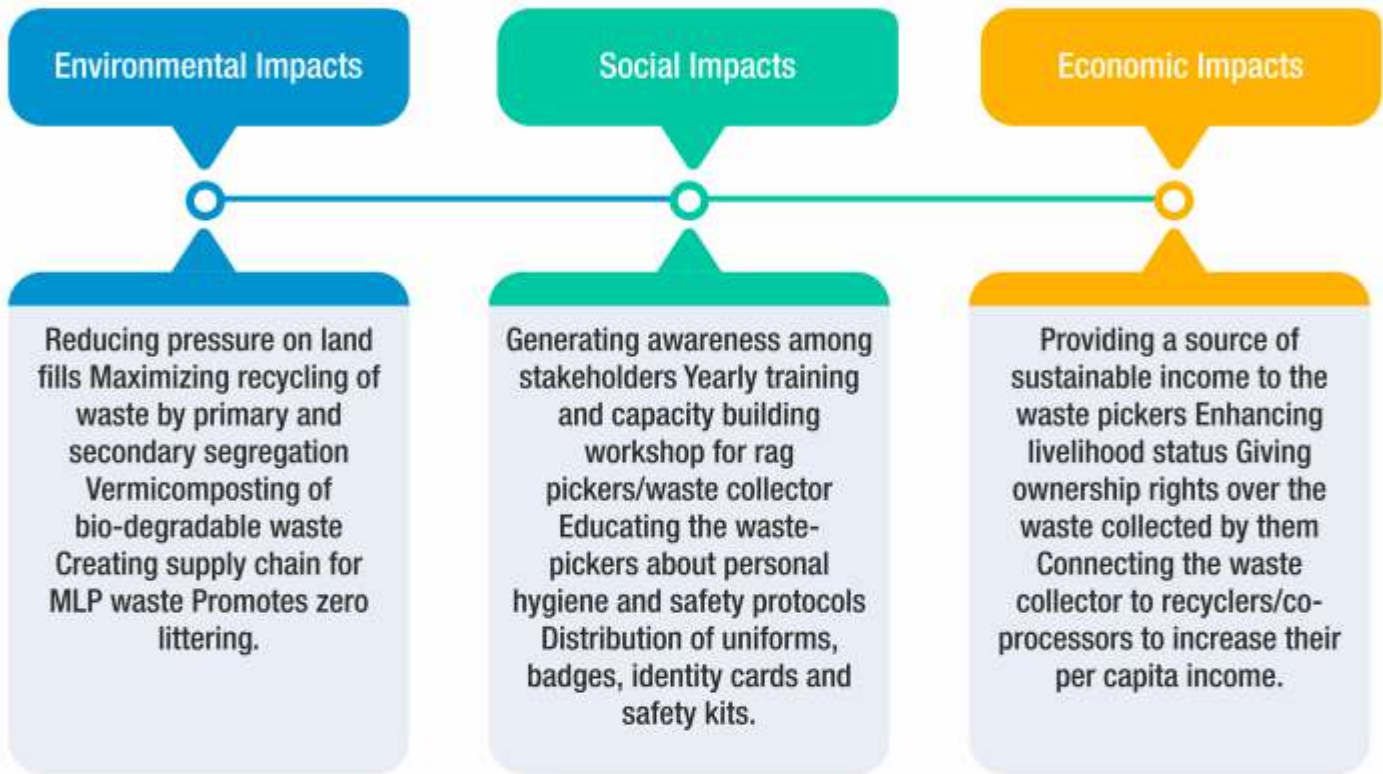 Environmental Impacts
Social Impacts
Economic Impacts
Reducing pressure on land
fills Maximizing recycling of
waste by primary and
secondary segregation
Vermicomposting of
bio-degradable waste
Creating supply chain for
MLP waste Promotes zero
littering.
Generating awareness among
stakeholders Yearly training
and capacity building
workshop for rag
pickers/waste collector
Educating the waste-
pickers about personal
hygiene and safety protocols
Distribution of uniforms,
badges, identity cards and
safety kits.
Providing a source of
sustainable income to the
waste pickers Enhancing
livelihood status Giving
ownership rights over the
waste collected by them
Connecting the waste
collector to recyclers/co-
processors to increase their
per capita income.